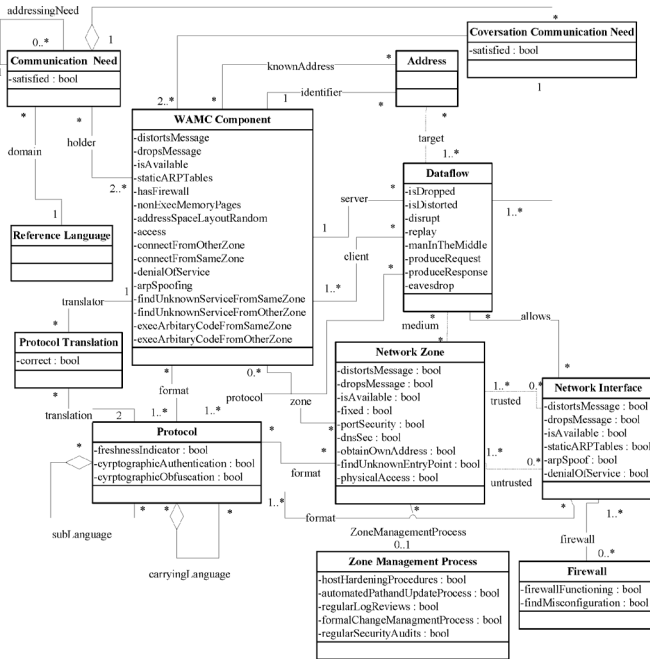 addressingNeed
0..*
1
*
Coversation Communication Need
-satisfied : bool
1
Communication Need
-satisfied : bool
1
*
*
2..*
knownAddress
*
*
identifier
1
*
Address
*
target
1..*
domain
holder
2..*
1
Reference Language
WAMC Component
-distortsMessage
-dropsMessage
-isAvailable
-staticARPTables
-hasFirewall
-nonExecMemoryPages
-addressSpaceLayoutRandom
-access
-connectFromOtherZone
-connectFromSameZone
-denialOfService
-arpSpoofing
-findUnknownServiceFromSameZone
-findUnknownServiceFromOtherZone
-execArbitaryCodeFromSameZone
-execArbitaryCodeFromOtherZone
Dataflow
-isDropped
-isDistorted
-disrupt
-replay
-manInTheMiddle
-produceRequest
-produceResponse
-eavesdrop
server
*
1
1..*
*
client
1..*
*
1
translator
*
Protocol Translation
-correct : bool
*
translation
2
*
format
1..*
0..*
zone
*
1..*
protocol
*
medium
*
*
allows
*
Network Zone
-distortsMessage : bool
-dropsMessage : bool
-isAvailable : bool
-fixed : bool
-portSecurity : bool
-dnsSec : bool
-obtainOwnAddress : bool
-findUnknownEntryPoint : bool
-physicalAccess : bool
1..*
0..*
trusted
1..*
0..*
untrusted
Network Interface
-distortsMessage : bool
-dropsMessage : bool
-isAvailable : bool
-staticARPTables : bool
-arpSpoof : bool
-denialOfService : bool
Protocol
-freshnessIndicator : bool
-cyrptographicAuthentication : bool
-cyrptographicObfuscation : bool
*
*
format
*
subLanguage
*
*
*
*
carryingLanguage
1..*
format
*
*
ZoneManagementProcess
0..1
1..*
firewall
0..*
Zone Management Process
-hostHardeningProcedures : bool
-automatedPathandUpdateProcess : bool
-regularLogReviews : bool
-formalChangeManagmentProcess : bool
-regularSecurityAudits : bool
Firewall
-firewallFunctioning : bool
-findMisconfiguration : bool